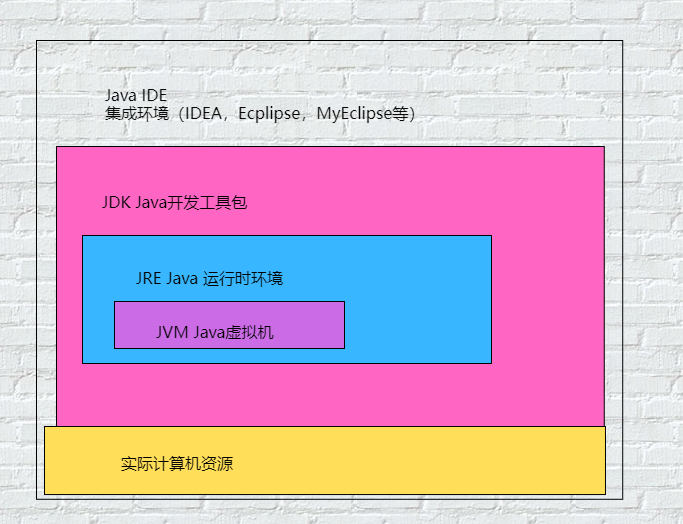 Java IDE
集成环境（IDEA，Ecplipse，MyEclipse等）
JDK Java开发工具包
JRE Java 运行时环境
JVM Java虚拟机
实际计算机资源